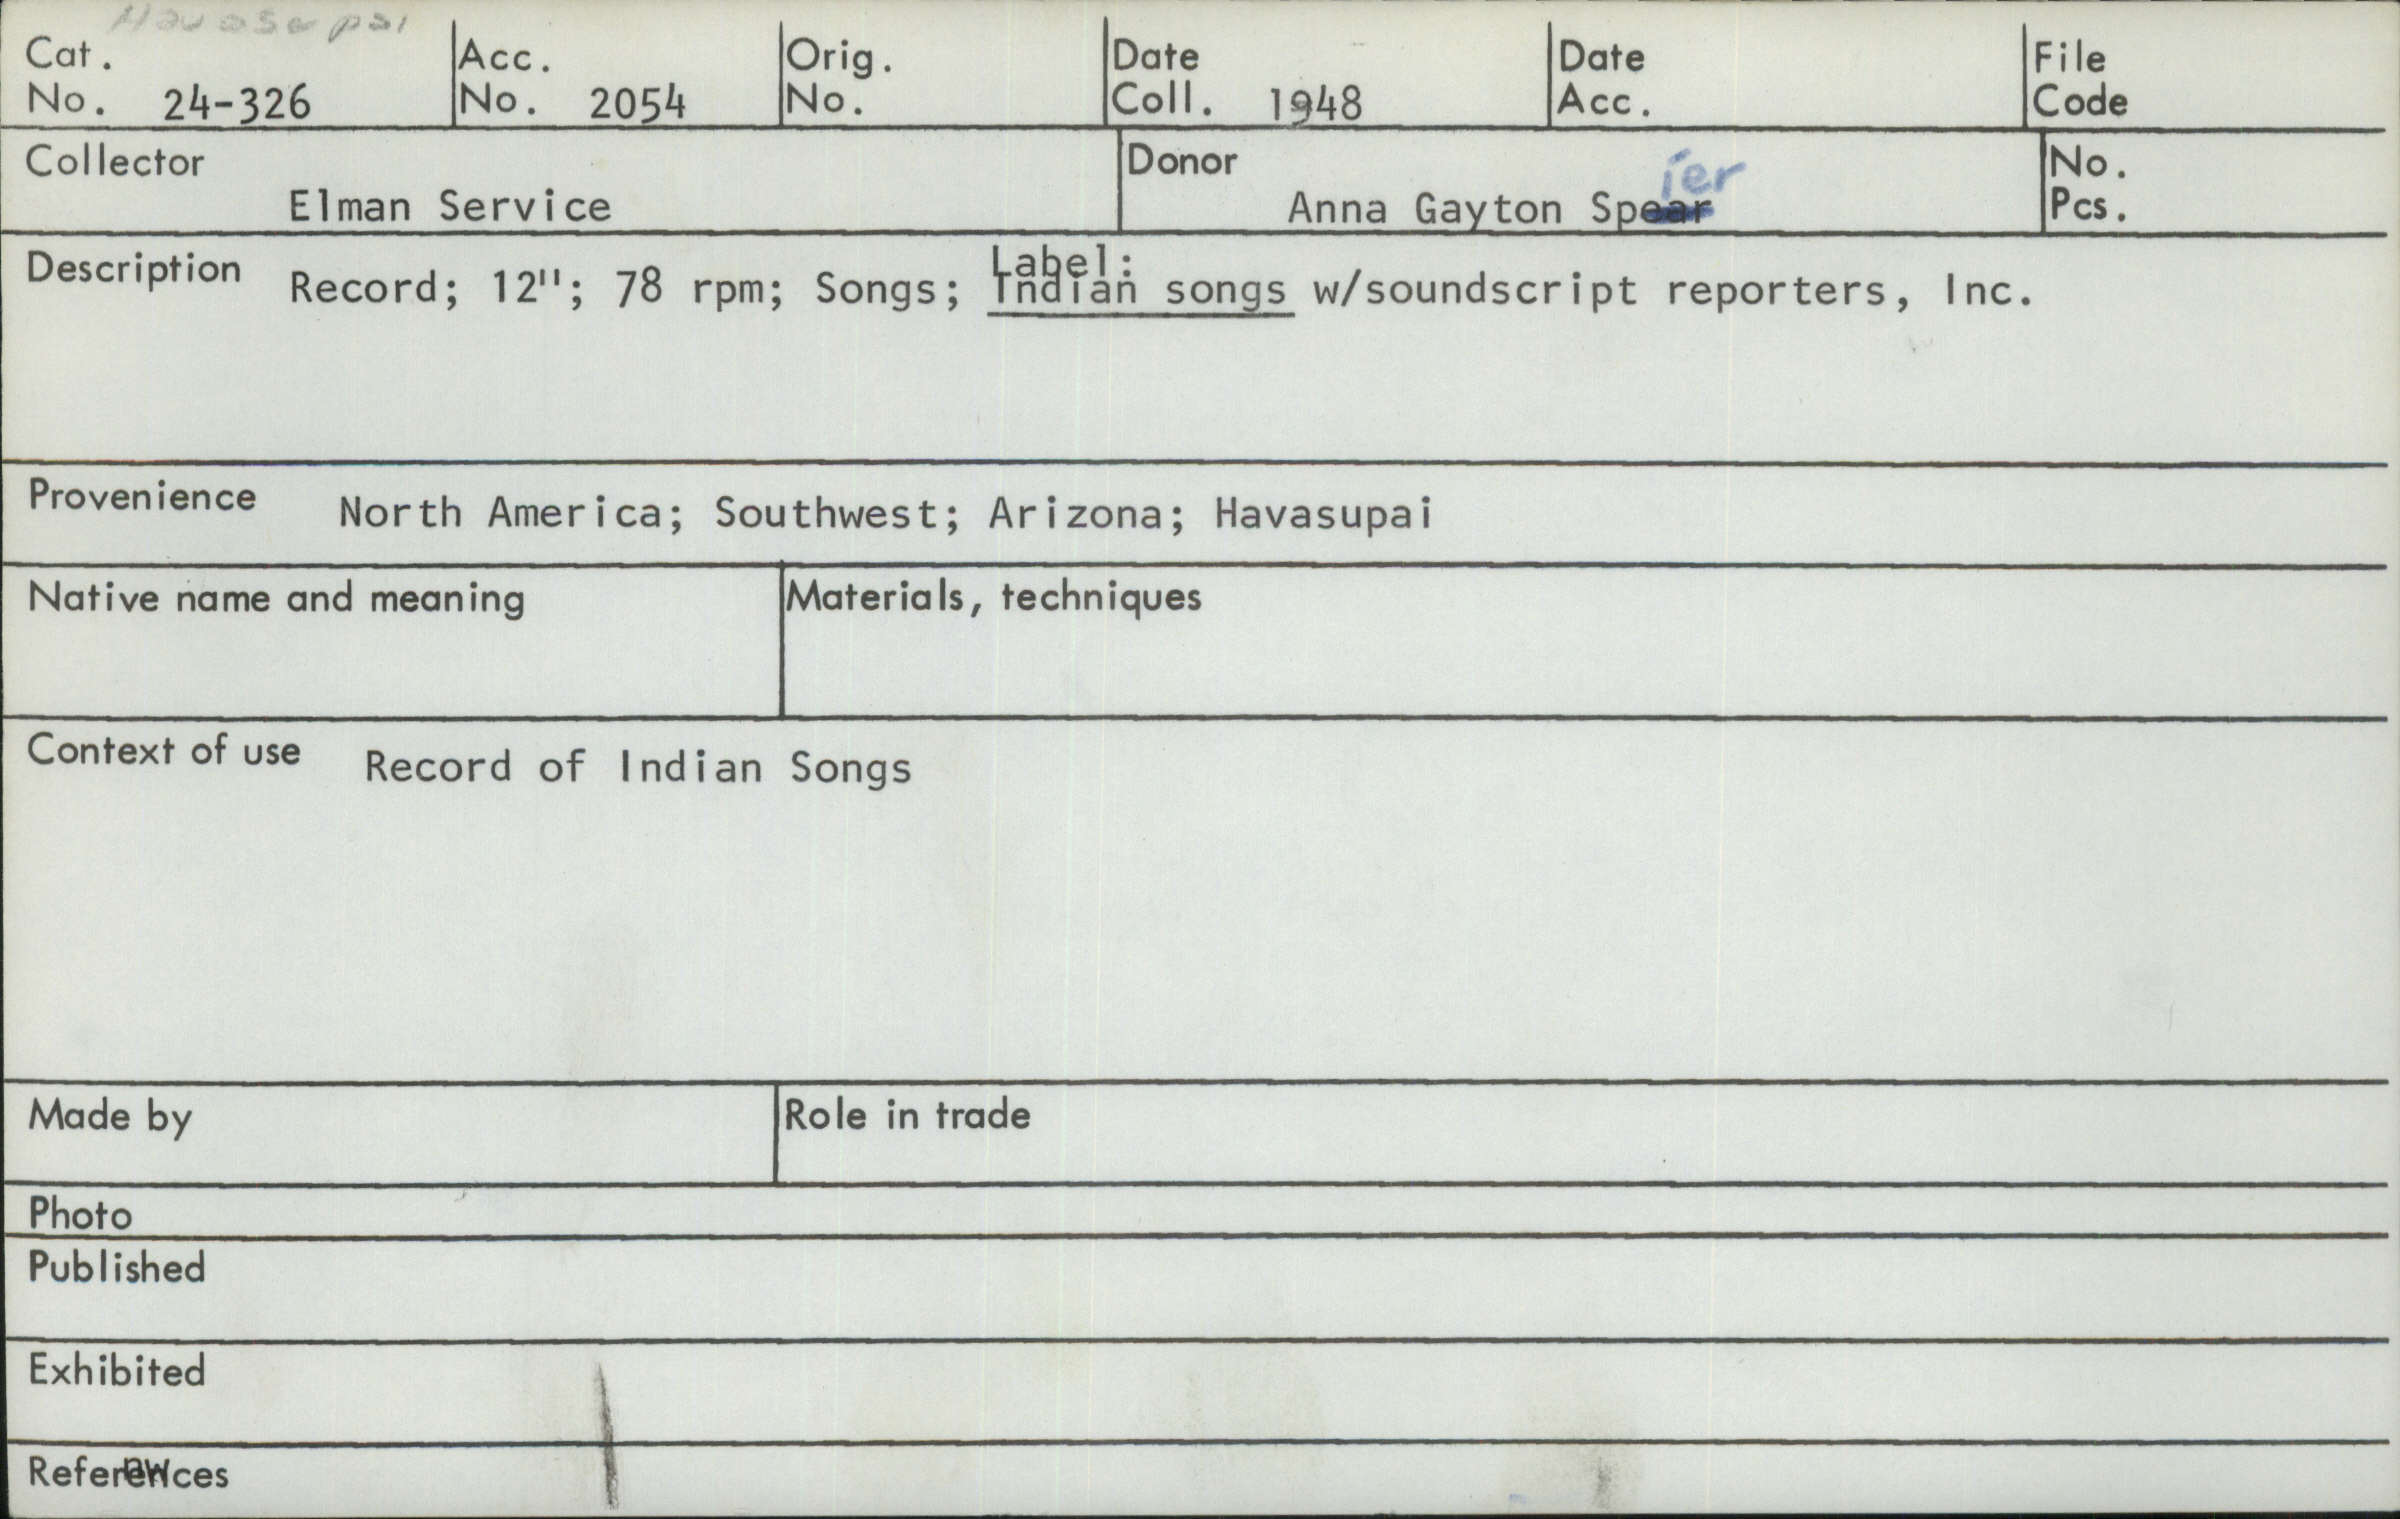 Havasupai
Cat. No. 24-326 Acc. No. 2054 Orig. No. Date Coll. 1948 Date Acc. File Code
Collector Elman Service Donor Anna Gayton Spear ier No. Pcs.
Label:
Description Record; 12"; 78 rpm; Songs; Indian songs w/soundscript reporters, Inc.
Provenience North America; Southwest; Arizona; Havasupai
Native name and meaning Materials, techniques
Context of use Record of Indian Songs
Made by Role in trade
Photo
Published
Exhibited
References nw